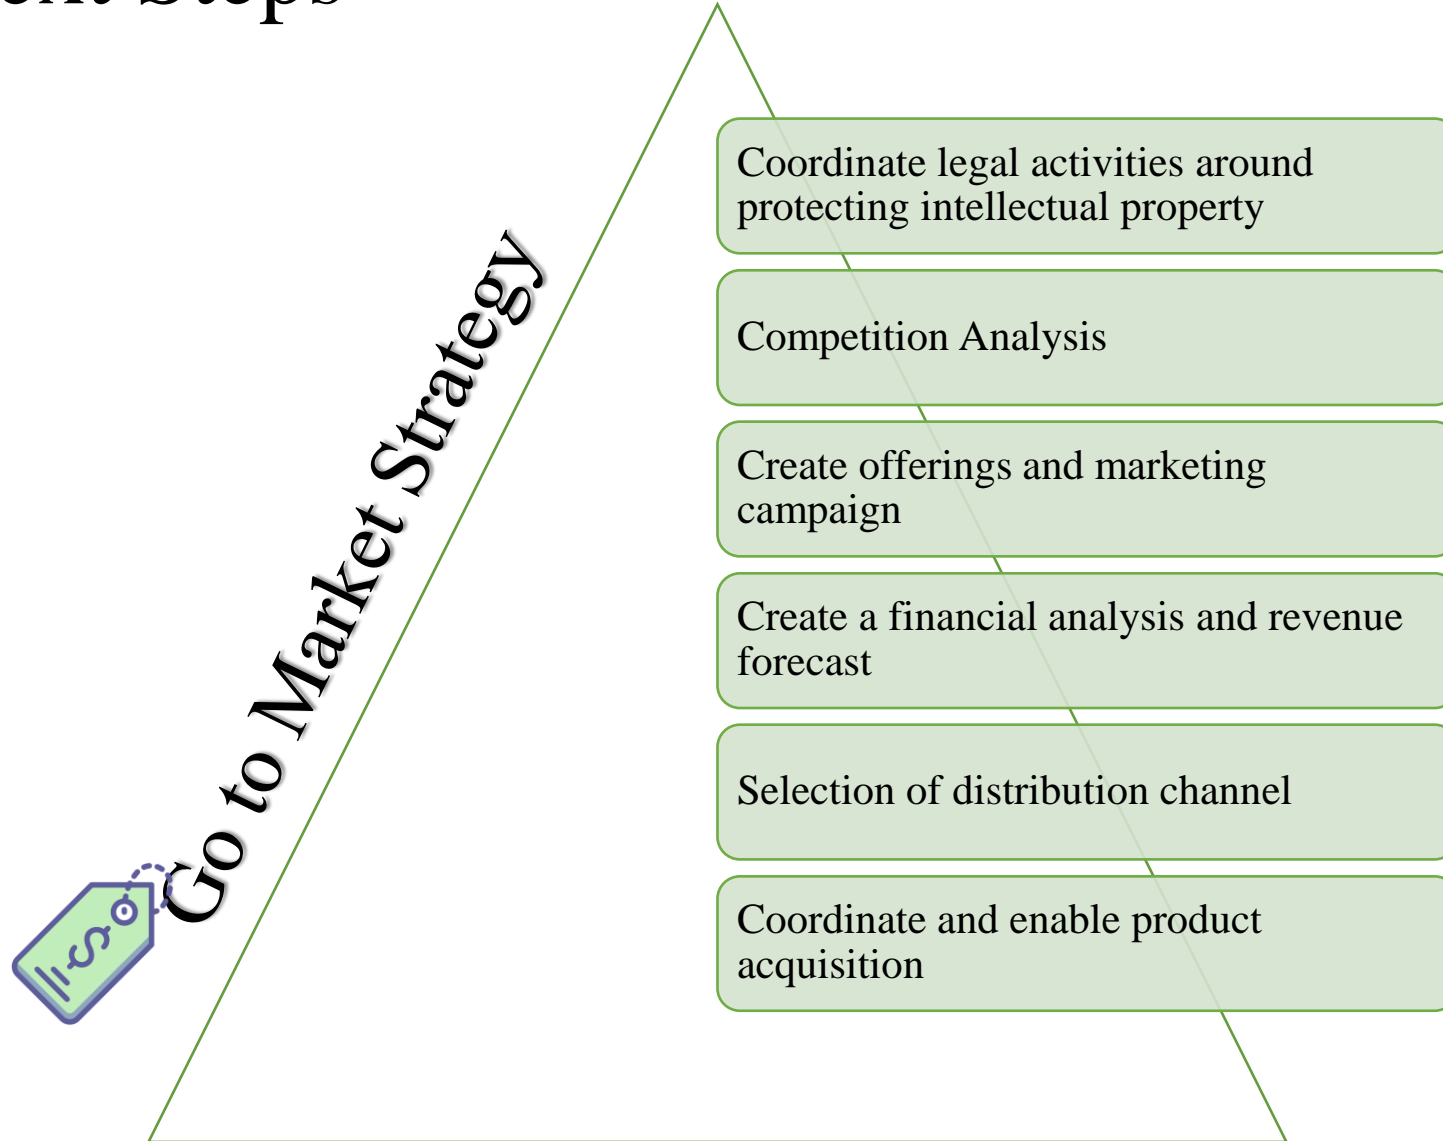 Steps
Go to Market Strategy
Coordinate legal activities around
protecting intellectual property
Competition Analysis
Create offerings and marketing
campaign
Create a financial analysis and revenue
forecast
Selection of distribution channel
Coordinate and enable product
acquisition